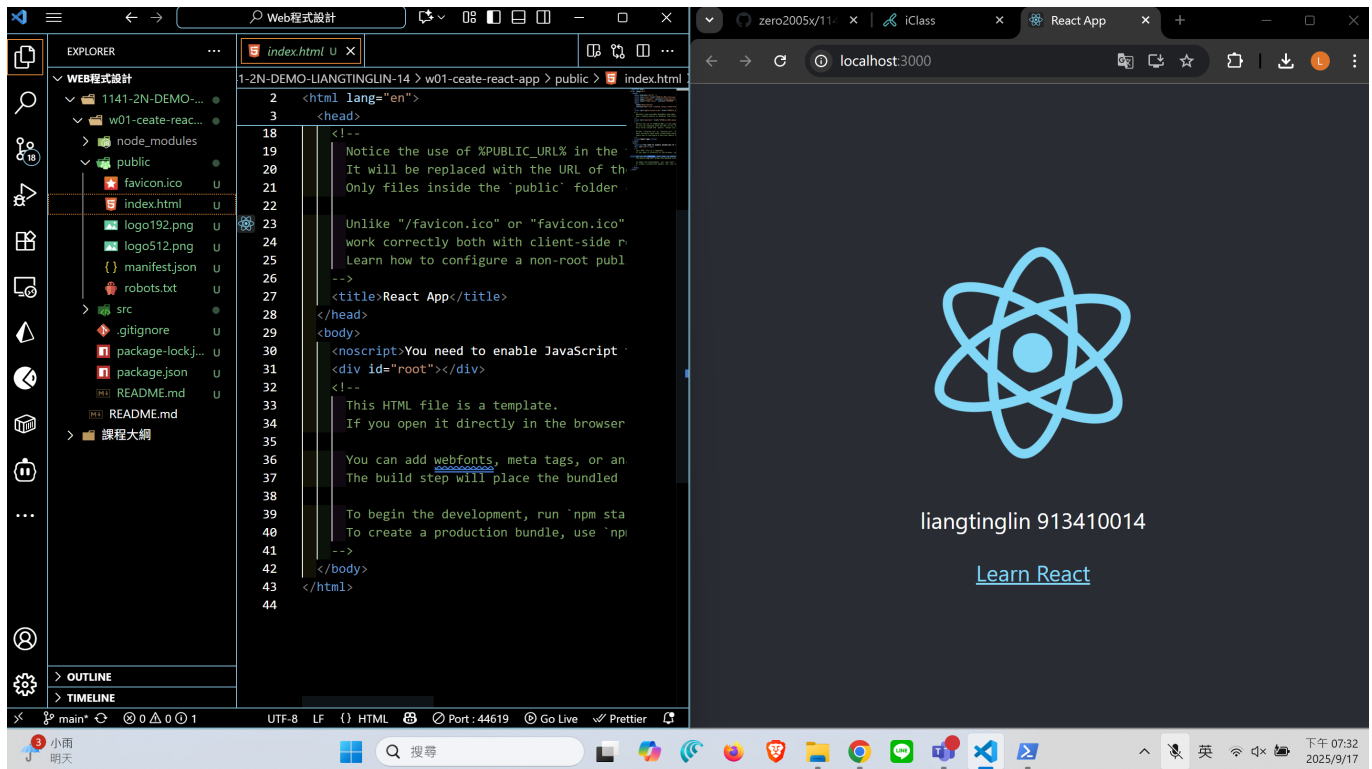 Web程式設計
EXPLORER
WEB程式設計
1141-2N-DEMO-...
w01-ceate-reac...
node_modules
public
favicon.ico U
index.html U
logo192.png U
logo512.png U
manifest.json U
robots.txt U
src
.gitignore U
package-lock.j... U
package.json U
README.md U
README.md
課程大綱
OUTLINE
TIMELINE
18
index.html U
1-2N-DEMO-LIANGTINGLIN-14 > w01-ceate-react-app > public > index.html
2 <html lang="en">
3 <head>
18 <!--
19 Notice the use of %PUBLIC_URL% in the
20 It will be replaced with the URL of the
21 Only files inside the `public` folder
22
23 Unlike "/favicon.ico" or "favicon.ico"
24 work correctly both with client-side
25 Learn how to configure a non-root publ
26 -->
27 <title>React App</title>
28 </head>
29 <body>
30 <noscript>You need to enable JavaScript
31 <div id="root"></div>
32 <!--
33 This HTML file is a template.
34 If you open it directly in the browser
35
36 You can add webfonts, meta tags, or an
37 The build step will place the bundled
38
39 To begin the development, run `npm sta
40 To create a production bundle, use `np
41 -->
42 </body>
43 </html>
44
main* 0 0 1 UTF-8 LF {} HTML Port : 44619 Go Live Prettier
zero2005x/114
iClass
React App
localhost:3000
L
liangtinglin 913410014
Learn React
3
小雨
明天
搜尋
英
下午 07:32
2025/9/17